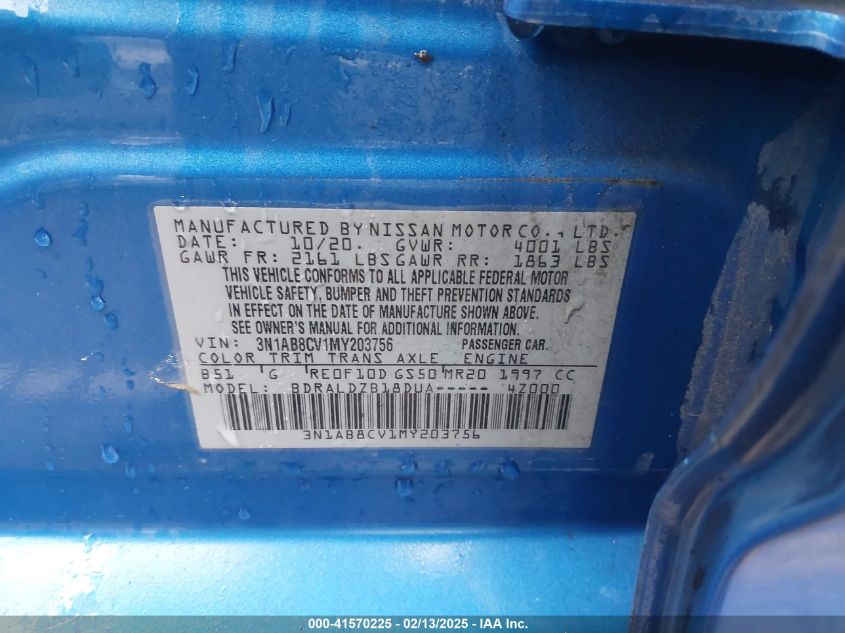 MANUFACTURED BY NISSAN MOTOR CO., LTD.
DATE: 10/20. GVWR: 4001 LBS
GAWR FR: 2161 LBS GAWR RR: 1863 LBS
THIS VEHICLE CONFORMS TO ALL APPLICABLE FEDERAL MOTOR
VEHICLE SAFETY, BUMPER AND THEFT PREVENTION STANDARDS
IN EFFECT ON THE DATE OF MANUFACTURE SHOWN ABOVE.
SEE OWNER'S MANUAL FOR ADDITIONAL INFORMATION.
VIN: 3N1AB8CV1MY203756 PASSENGER CAR.
COLOR TRIM TRANS AXLE ENGINE
B51 G RE0F10D GS50 MR20 1997 CC
MODEL: BDRALDZB18DUA----- 4Z000
3N1AB8CV1MY203756
000-41570225 - 02/13/2025 - IAA Inc.